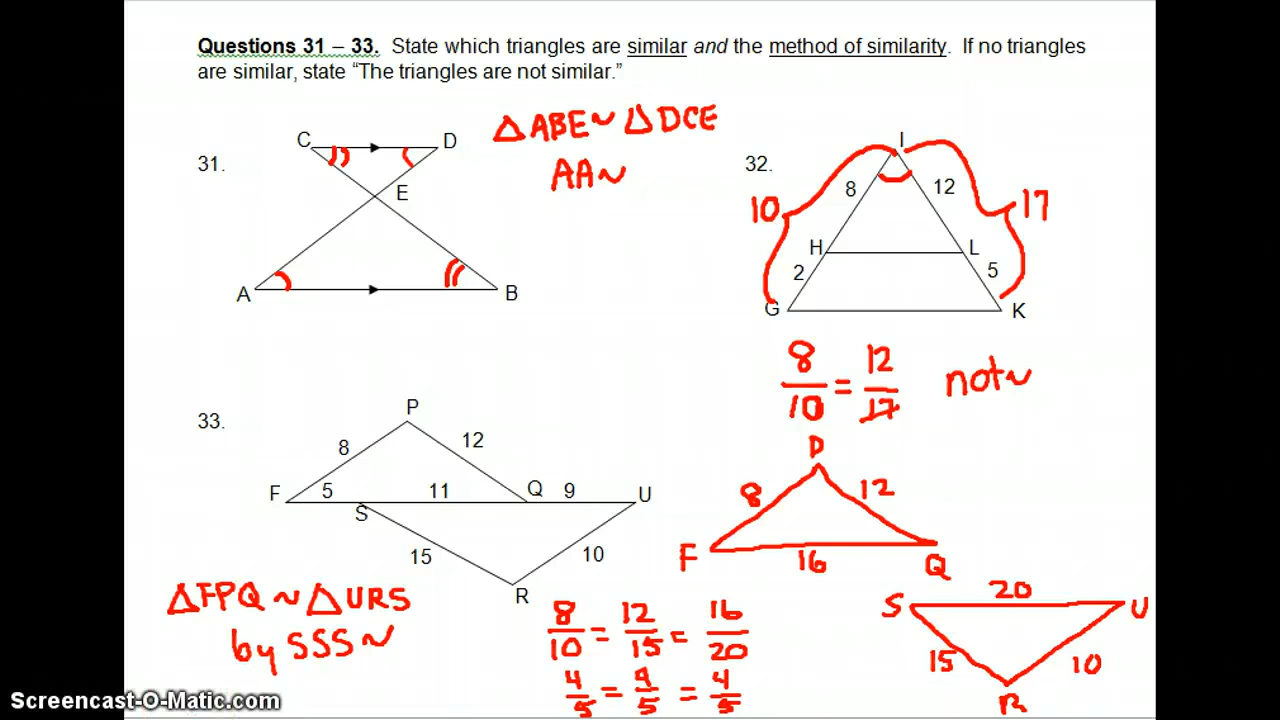 Questions 31 – 33. State which triangles are similar and the method of similarity. If no triangles
are similar, state “The triangles are not similar.”
31.
C
D
E
A
B
△ABE~ △DCE
AA~
32.
I
8
12
10
17
H
L
2
5
G
K
8/10 = 12/17 not~
33.
P
8
12
F
5
11
Q
9
U
S
15
10
R
△FPQ ~ △URS
by SSS~
P
8
12
F
16
Q
S
20
U
15
10
R
8/10 = 12/15 = 16/20
4/5 = 4/5 = 4/5
Screencast-O-Matic.com